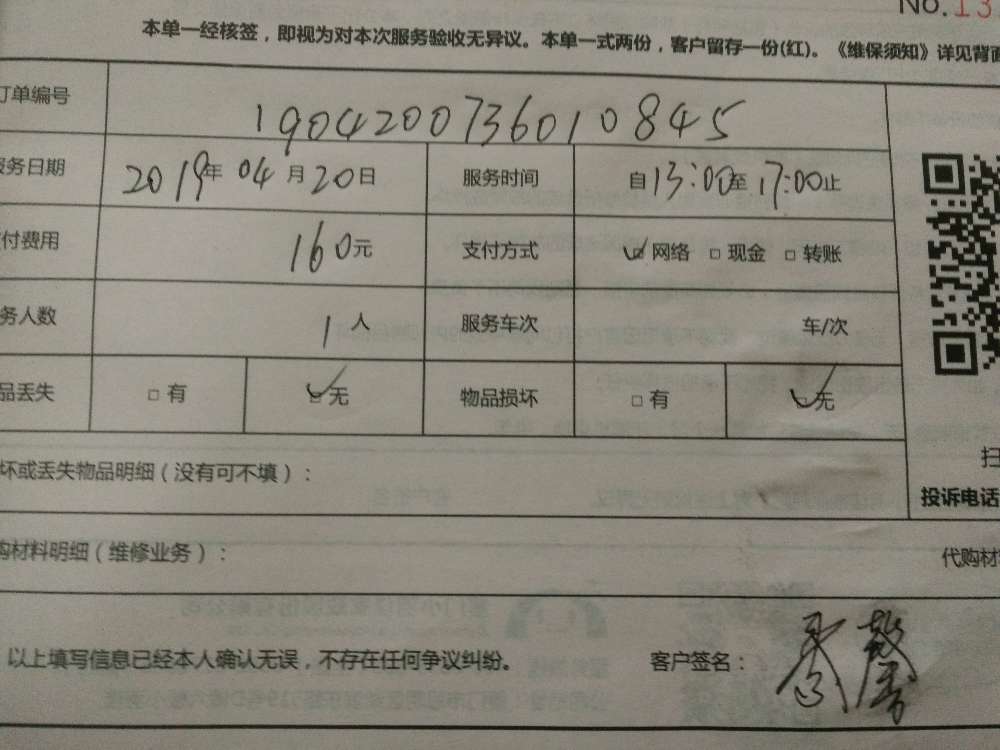 No.13
本单一经核签，即视为对本次服务验收无异议。本单一式两份，客户留存一份(红)。《维保须知》详见背面
订单编号 1904200736010845
服务日期 2019年 04月20日 服务时间 自13:00至17:00止
支付费用 160元 支付方式 ☑网络 □现金 □转账
服务人数 1人 服务车次 车/次
物品丢失 □有 ☑无 物品损坏 □有 ☑无
坏或丢失物品明细（没有可不填）：
扫
投诉电话
购材料明细（维修业务）：
代购材
以上填写信息已经本人确认无误，不存在任何争议纠纷。 客户签名：